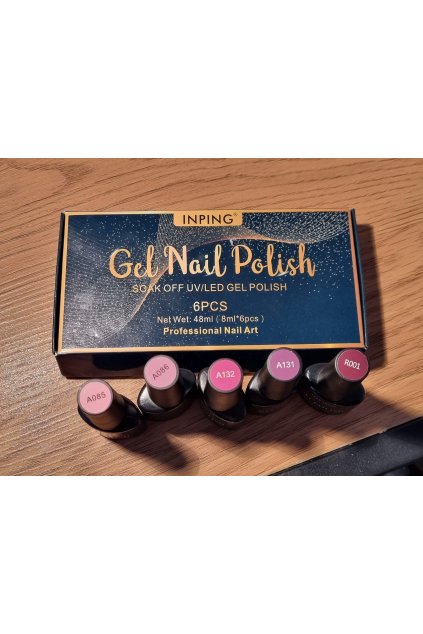 INPING®
Gel Nail Polish
SOAK OFF UV/LED GEL POLISH
6PCS
Net Wet: 48ml ( 8ml*6pcs )
Professional Nail Art
A085
A086
A132
A131
R001